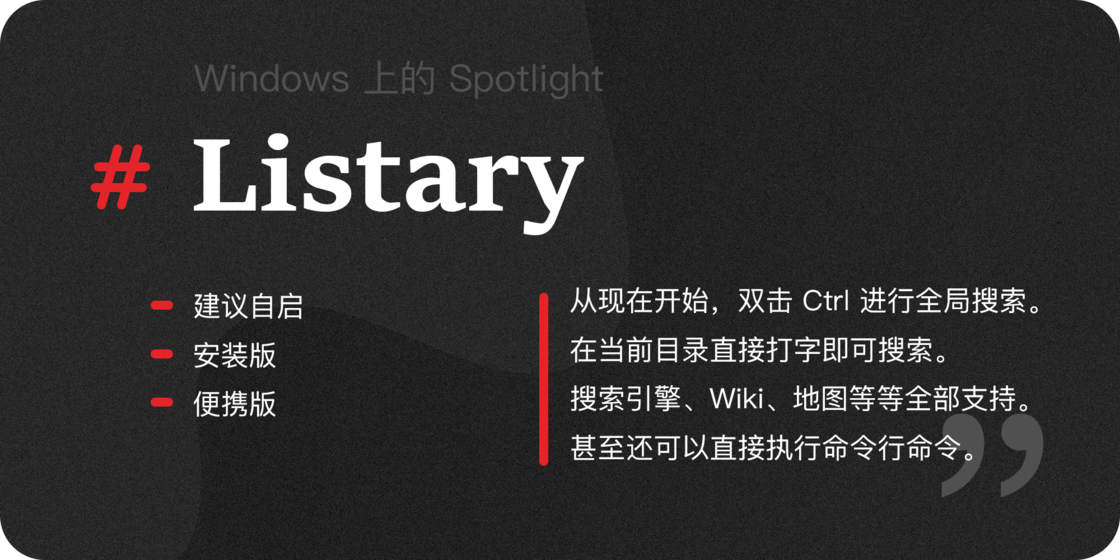 Windows 上的 Spotlight
# Listary
建议自启
安装版
便携版
从现在开始，双击 Ctrl 进行全局搜索。
在当前目录直接打字即可搜索。
搜索引擎、Wiki、地图等等全部支持。
甚至还可以直接执行命令行命令。
”